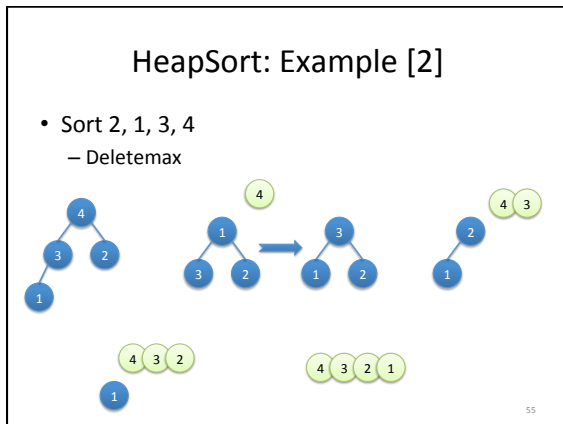 HeapSort: Example [2]
• Sort 2, 1, 3, 4
– Deletemax
4
3 2
1
4
1
3 2
3
1 2
4 3
2
1
4 3 2
1
4 3 2 1
55